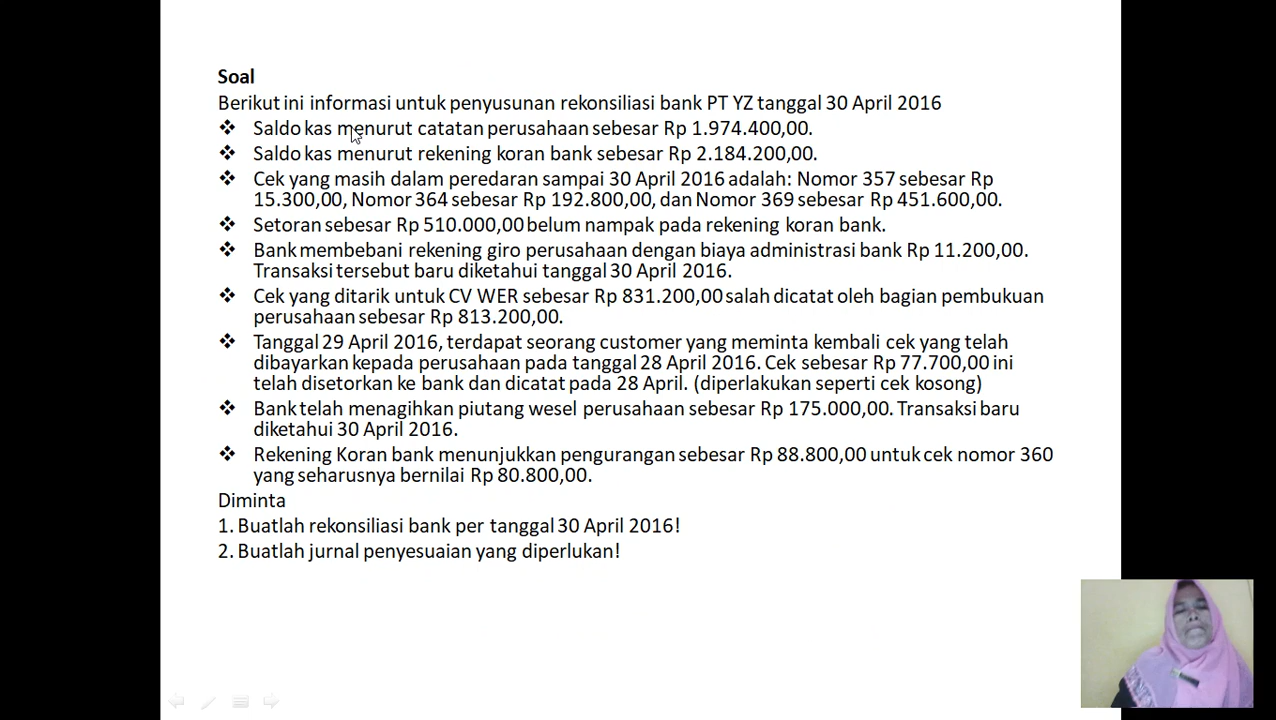 Soal
Berikut ini informasi untuk penyusunan rekonsiliasi bank PT YZ tanggal 30 April 2016
❖ Saldo kas menurut catatan perusahaan sebesar Rp 1.974.400,00.
❖ Saldo kas menurut rekening koran bank sebesar Rp 2.184.200,00.
❖ Cek yang masih dalam peredaran sampai 30 April 2016 adalah: Nomor 357 sebesar Rp
15.300,00, Nomor 364 sebesar Rp 192.800,00, dan Nomor 369 sebesar Rp 451.600,00.
❖ Setoran sebesar Rp 510.000,00 belum nampak pada rekening koran bank.
❖ Bank membebani rekening giro perusahaan dengan biaya administrasi bank Rp 11.200,00.
Transaksi tersebut baru diketahui tanggal 30 April 2016.
❖ Cek yang ditarik untuk CV WER sebesar Rp 831.200,00 salah dicatat oleh bagian pembukuan
perusahaan sebesar Rp 813.200,00.
❖ Tanggal 29 April 2016, terdapat seorang customer yang meminta kembali cek yang telah
dibayarkan kepada perusahaan pada tanggal 28 April 2016. Cek sebesar Rp 77.700,00 ini
telah disetorkan ke bank dan dicatat pada 28 April. (diperlakukan seperti cek kosong)
❖ Bank telah menagihkan piutang wesel perusahaan sebesar Rp 175.000,00. Transaksi baru
diketahui 30 April 2016.
❖ Rekening Koran bank menunjukkan pengurangan sebesar Rp 88.800,00 untuk cek nomor 360
yang seharusnya bernilai Rp 80.800,00.
Diminta
1. Buatlah rekonsiliasi bank per tanggal 30 April 2016!
2. Buatlah jurnal penyesuaian yang diperlukan!